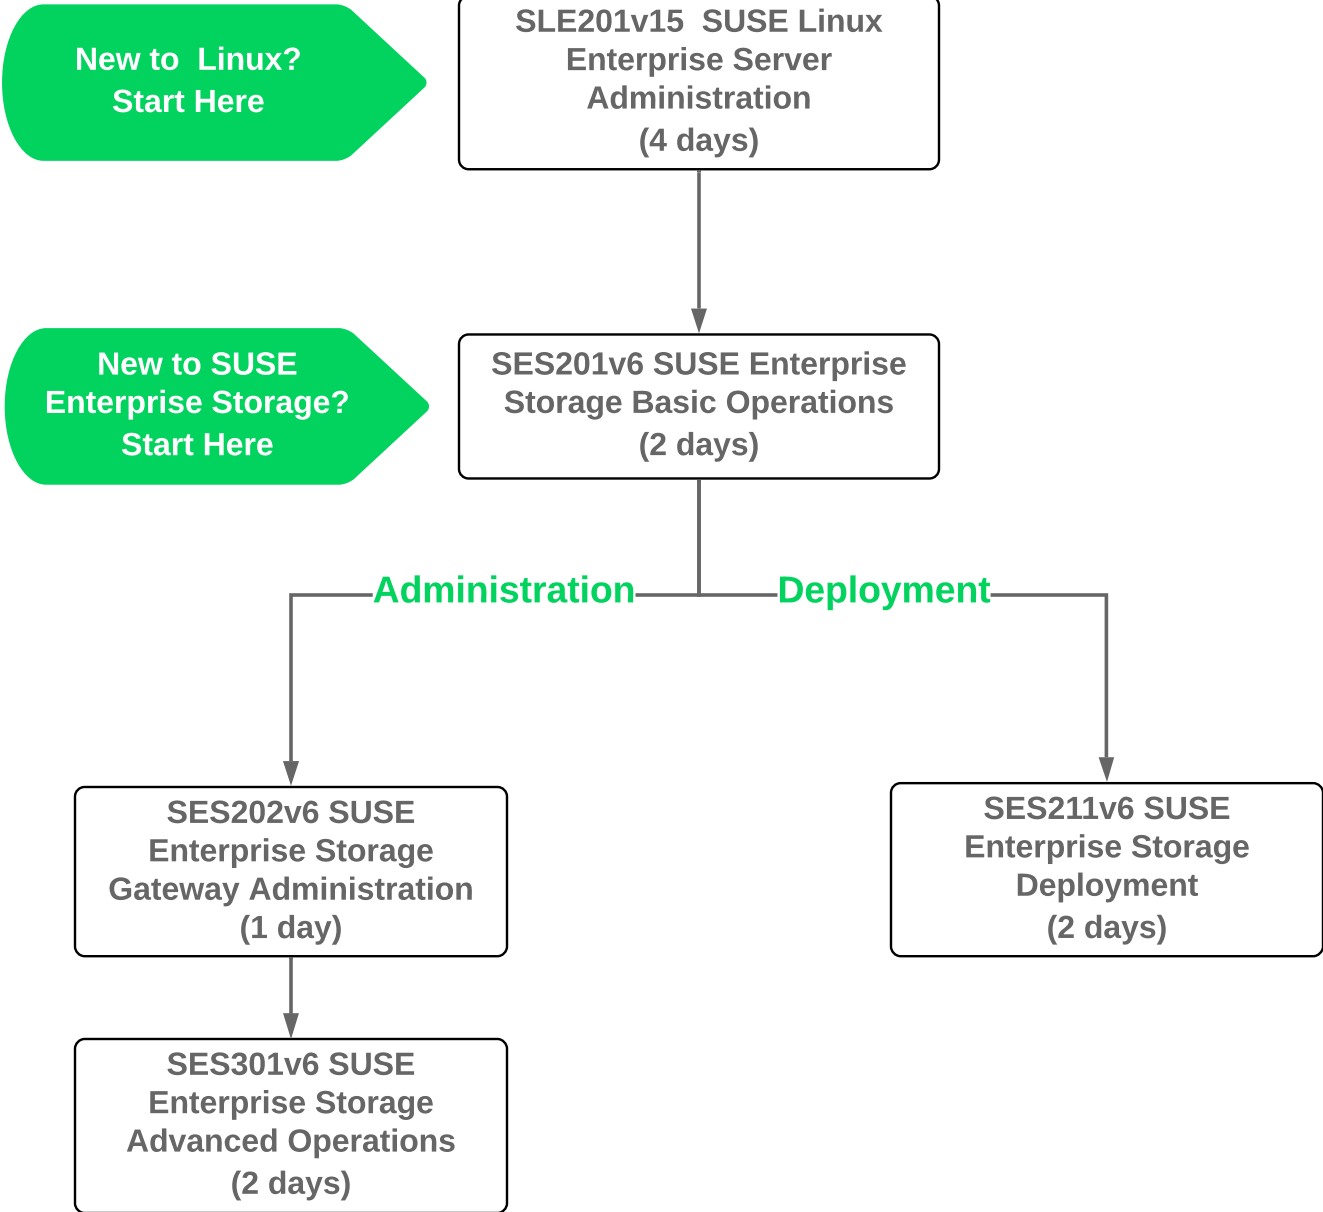 New to  Linux?
Start Here
SLE201v15  SUSE Linux
Enterprise Server
Administration
(4 days)
New to SUSE
Enterprise Storage?
Start Here
SES201v6 SUSE Enterprise
Storage Basic Operations
(2 days)
Administration
Deployment
SES202v6 SUSE
Enterprise Storage
Gateway Administration
(1 day)
SES211v6 SUSE
Enterprise Storage
Deployment
(2 days)
SES301v6 SUSE
Enterprise Storage
Advanced Operations
(2 days)